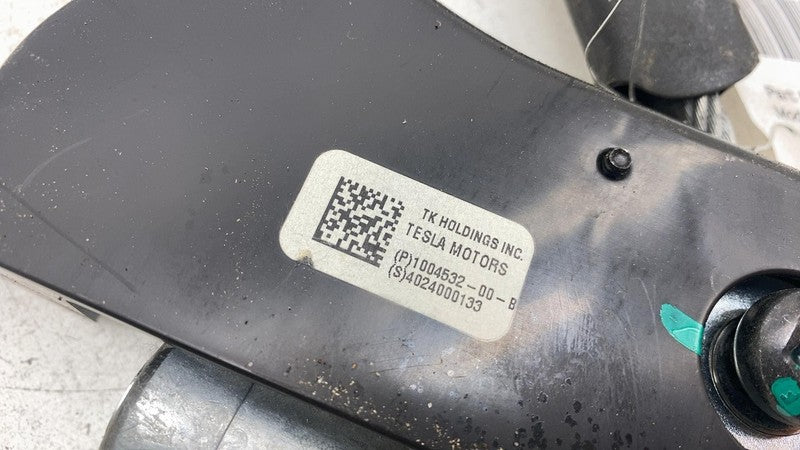 TK HOLDINGS INC.
TESLA MOTORS
(P)1004532-00-B
(S)4024000133